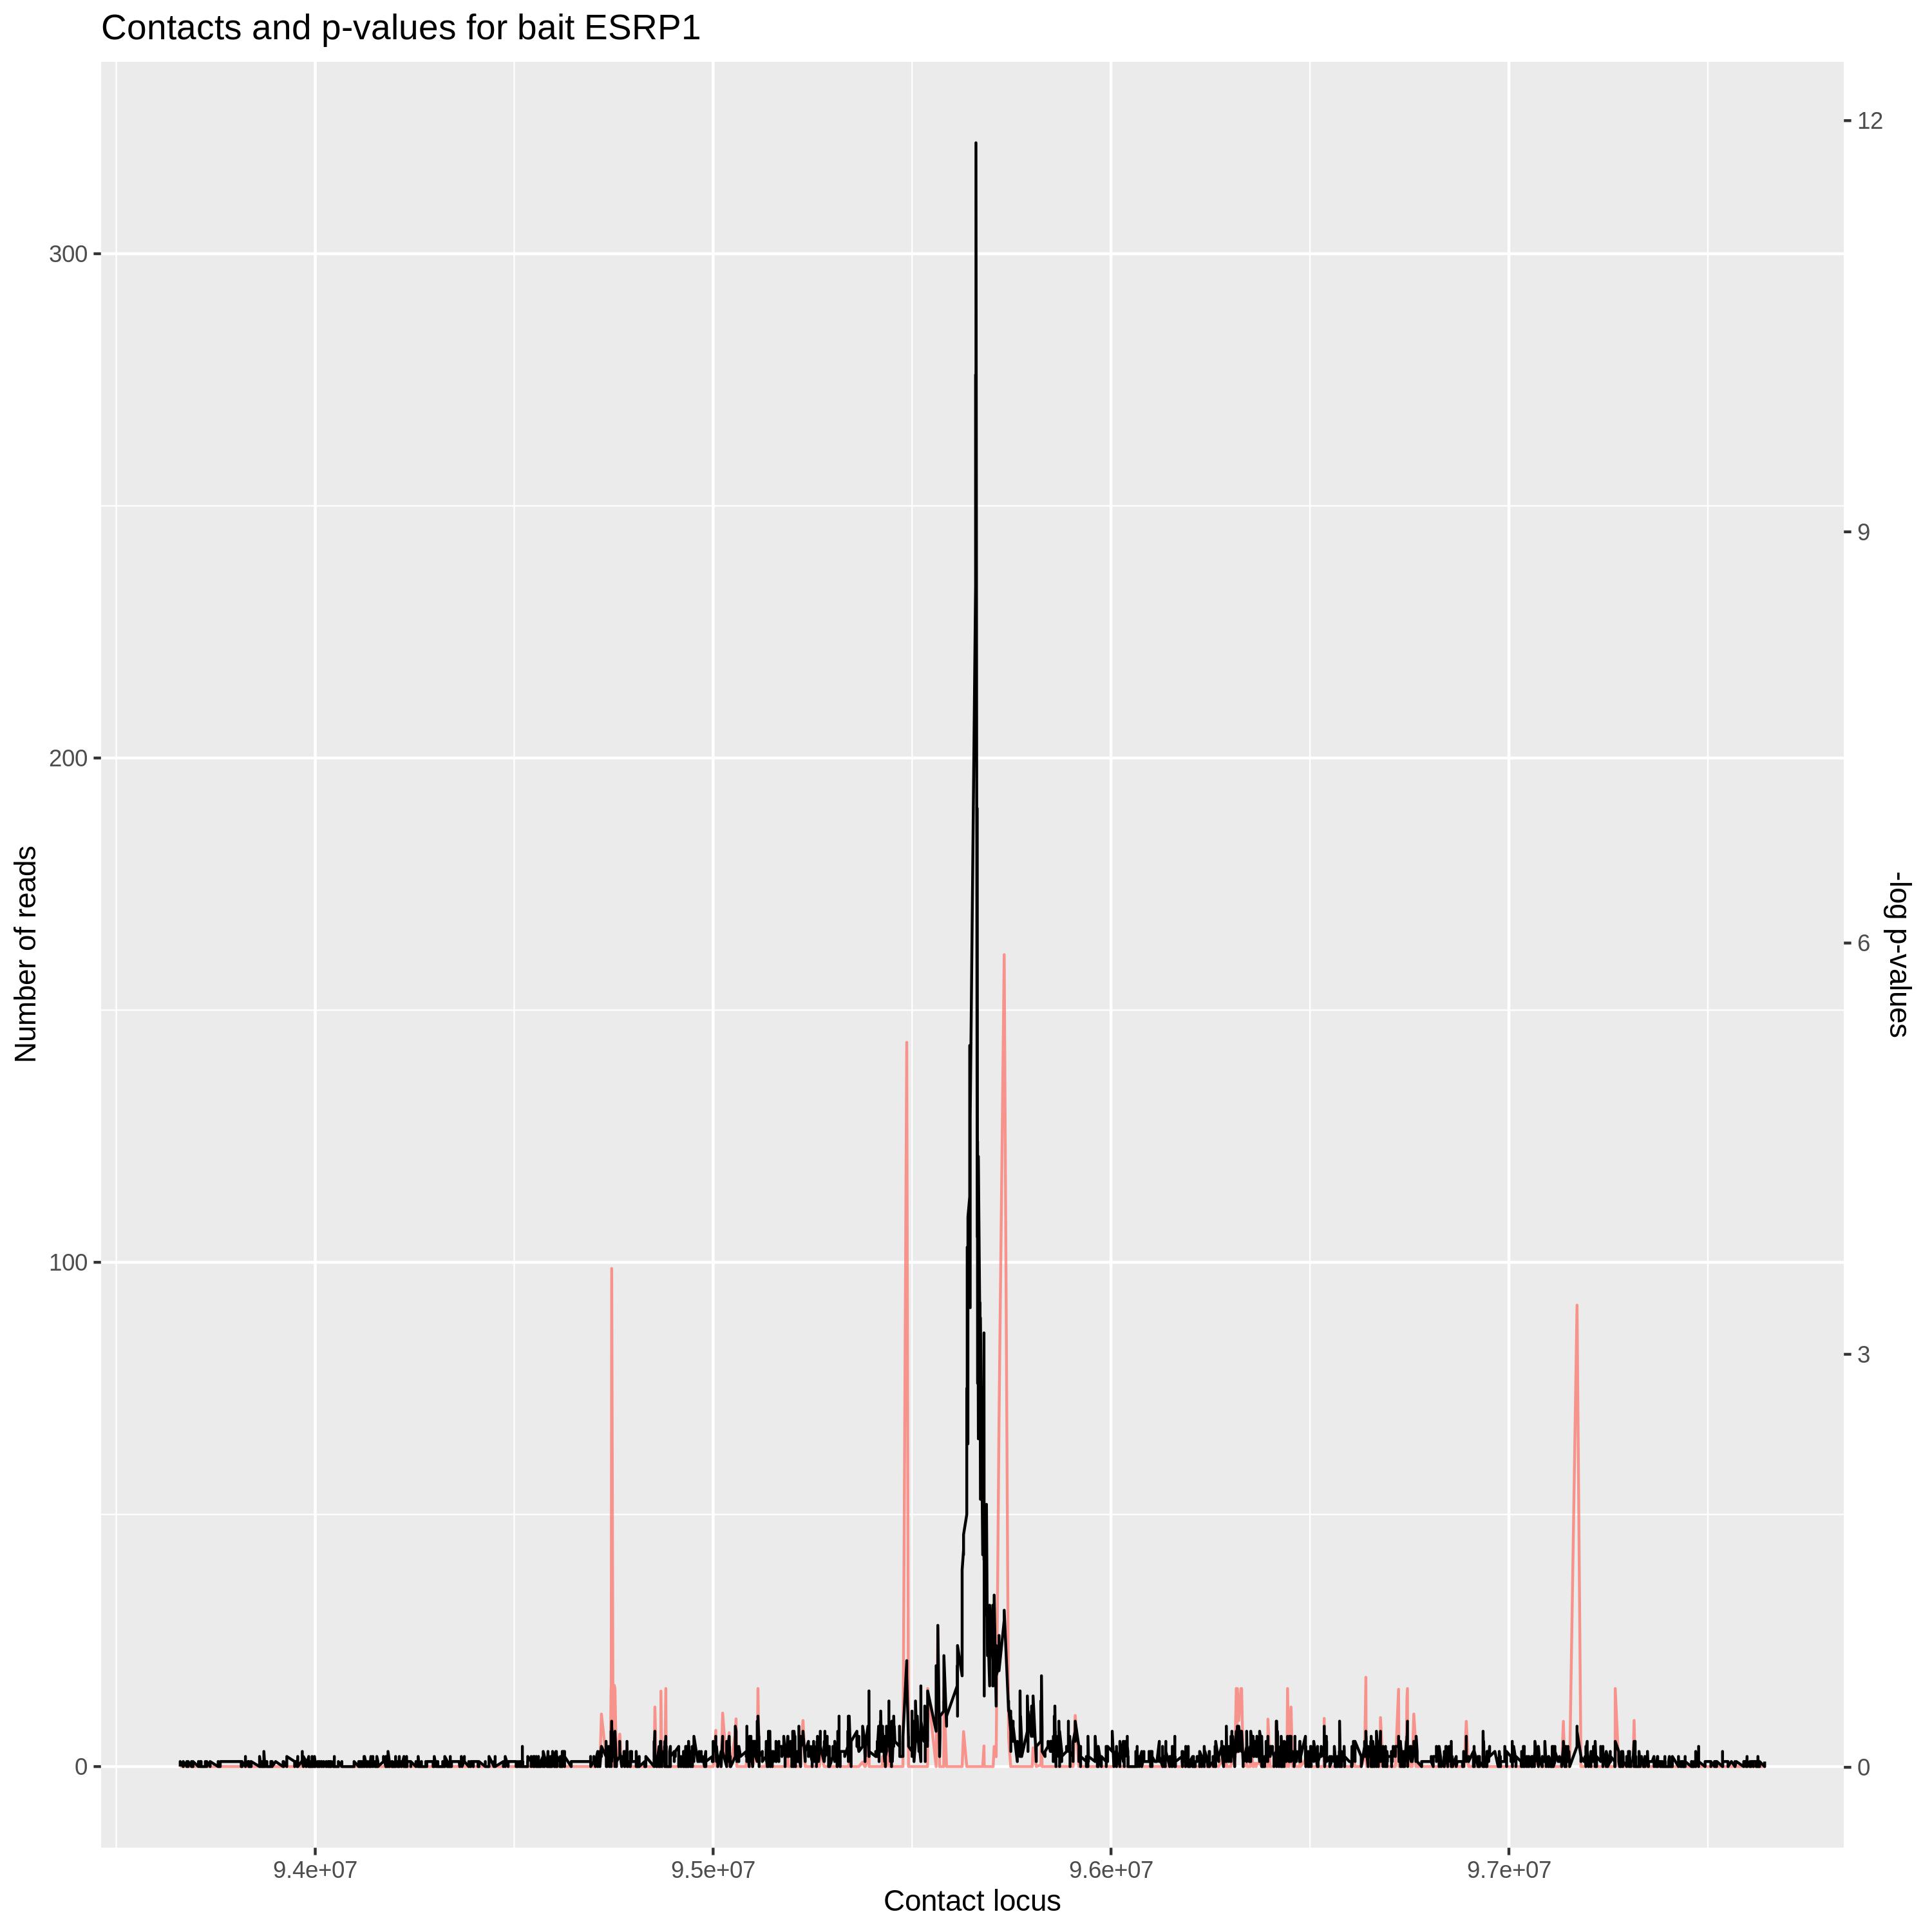 Contacts and p-values for bait ESRP1
300
200
100
0
Number of reads
12
9
6
3
0
-log p-values
9.4e+07
9.5e+07
9.6e+07
9.7e+07
Contact locus